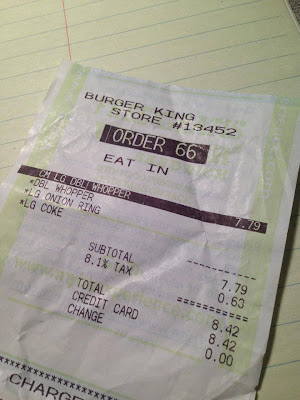 BURGER KING
STORE #13452
ORDER 66
EAT IN
CM LG DBL WHOPPER 7.79
*DBL WHOPPER
*LG ONION RING
*LG COKE
SUBTOTAL 7.79
8.1% TAX 0.63
TOTAL 8.42
CREDIT CARD 8.42
CHANGE 0.00